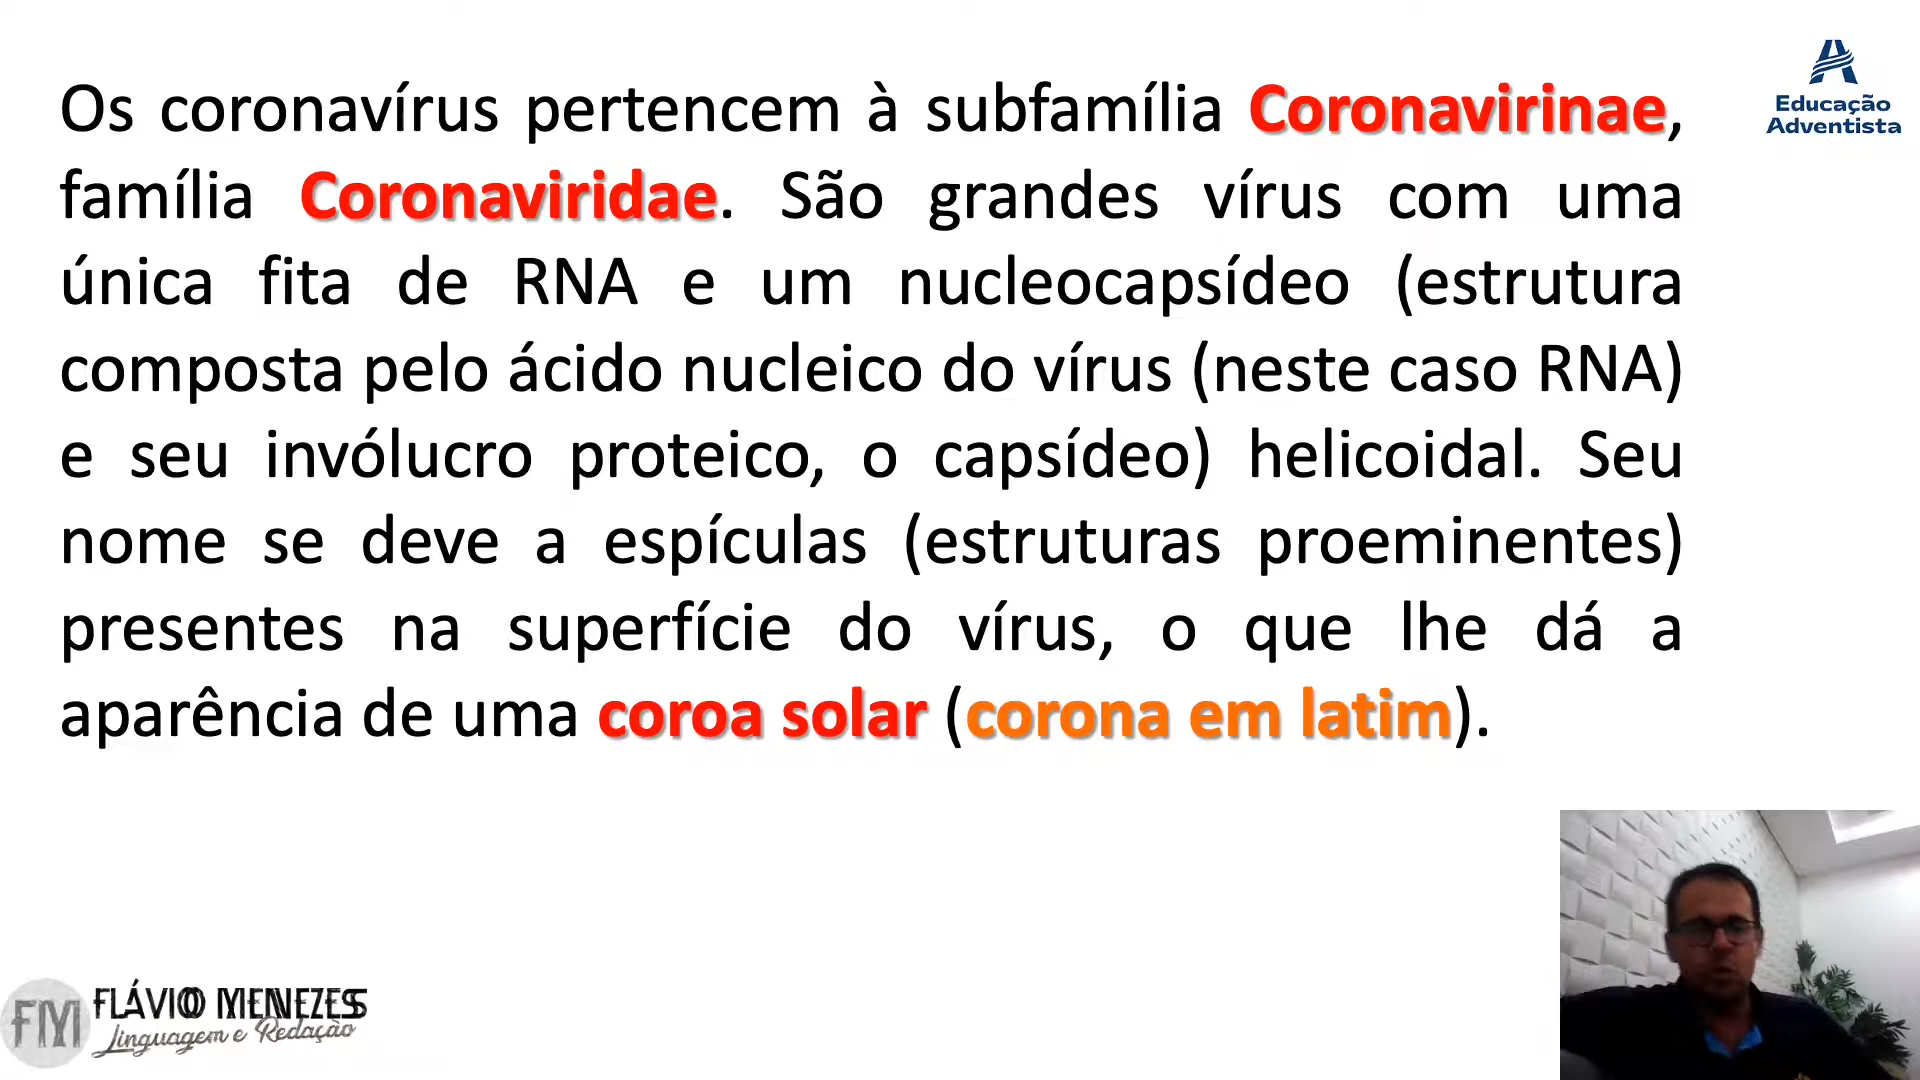 Os coronavírus pertencem à subfamília Coronavirinae,
família Coronaviridae. São grandes vírus com uma
única fita de RNA e um nucleocapsídeo (estrutura
composta pelo ácido nucleico do vírus (neste caso RNA)
e seu invólucro proteico, o capsídeo) helicoidal. Seu
nome se deve a espículas (estruturas proeminentes)
presentes na superfície do vírus, o que lhe dá a
aparência de uma coroa solar (corona em latim).
Educação
Adventista
FM
FLÁVIO MENEZES
Linguagem e Redação